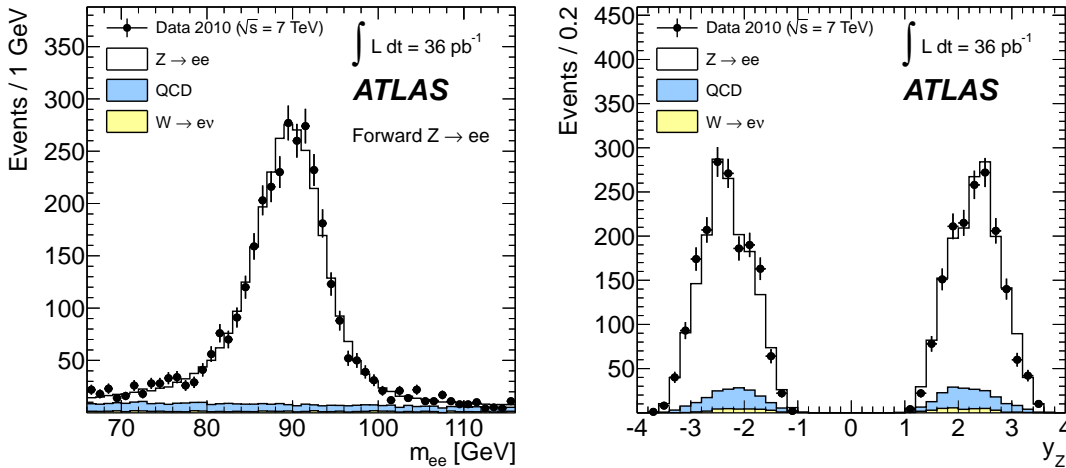 Events / 1 GeV
350
300
250
200
150
100
50
Data 2010 (√s = 7 TeV)
Z → ee
QCD
W → eν
∫ L dt = 36 pb⁻¹
ATLAS
Forward Z → ee
70 80 90 100 110
m_ee [GeV]
Events / 0.2
450
400
350
300
250
200
150
100
50
0
Data 2010 (√s = 7 TeV)
Z → ee
QCD
W → eν
∫ L dt = 36 pb⁻¹
ATLAS
-4 -3 -2 -1 0 1 2 3 4
y_Z